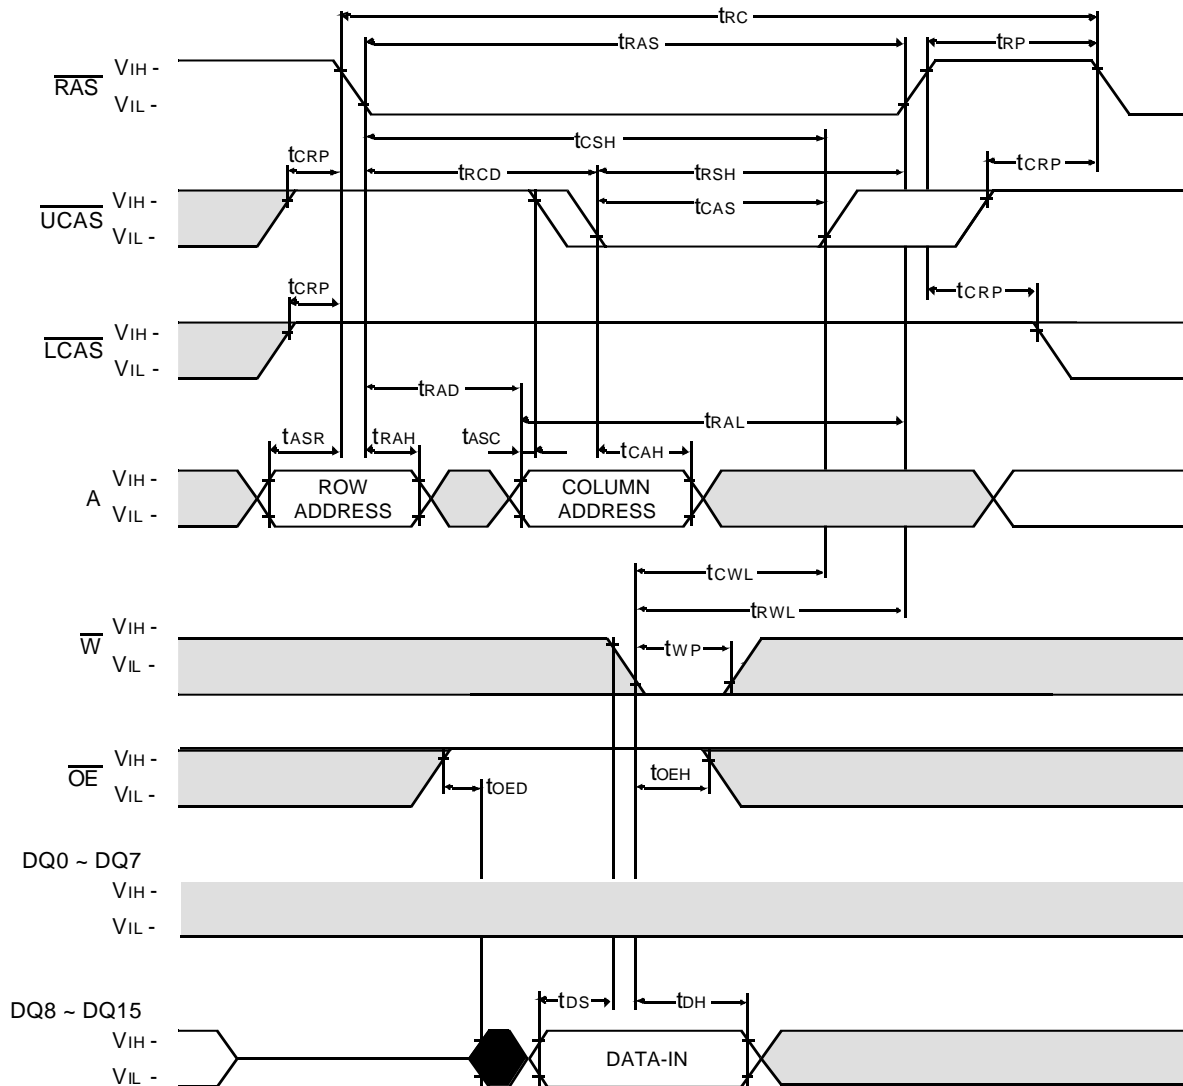 tRC
tRAS
tRP
RAS
VIH -
VIL -
tCSH
tCRP
tRCD
tRSH
tCRP
UCAS
VIH -
VIL -
tCAS
tCRP
tCRP
LCAS
VIH -
VIL -
tRAD
tRAL
tASR
tRAH
tASC
tCAH
A
VIH -
VIL -
ROW
ADDRESS
COLUMN
ADDRESS
tCWL
tRWL
W
VIH -
VIL -
tWP
OE
VIH -
VIL -
tOED
tOEH
DQ0 ~ DQ7
VIH -
VIL -
DQ8 ~ DQ15
tDS
tDH
VIH -
VIL -
DATA-IN